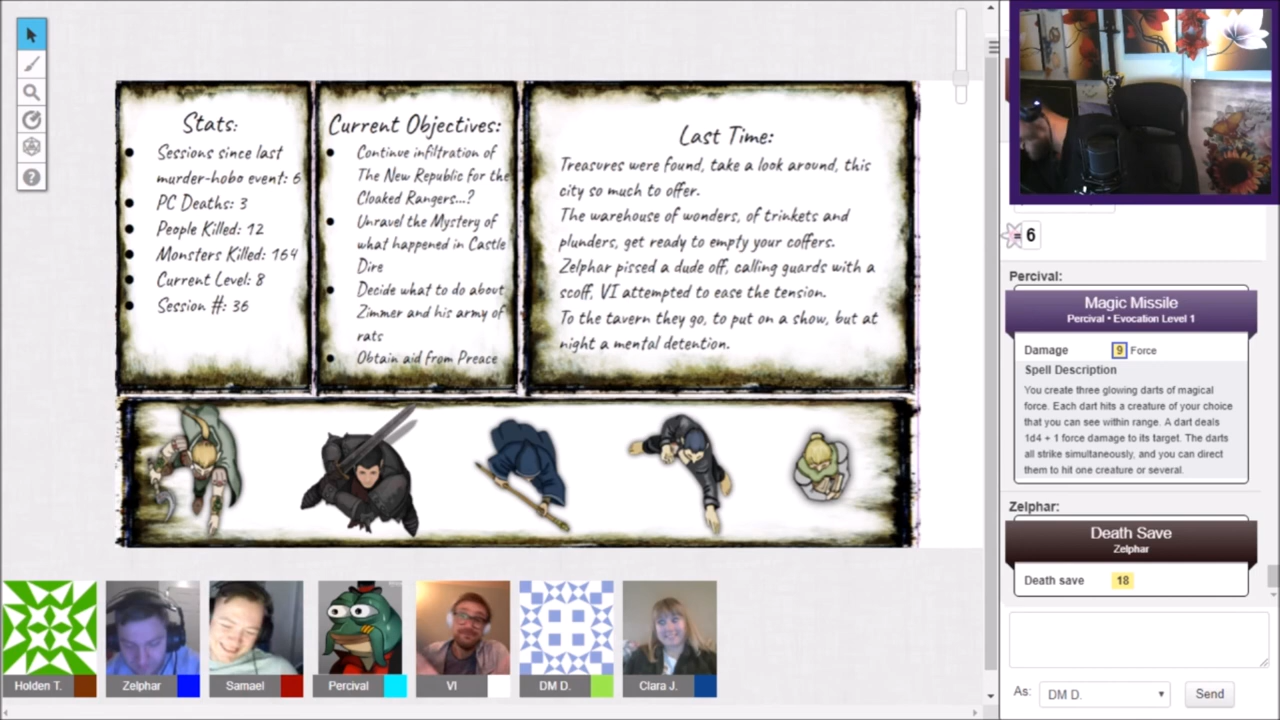 Stats:
Sessions since last
murder-hobo event: 6
PC Deaths: 3
People Killed: 12
Monsters Killed: 164
Current Level: 8
Session #: 36
Current Objectives:
Continue infiltration of
The New Republic for the
Cloaked Rangers...?
Unravel the Mystery of
what happened in Castle
Dire
Decide what to do about
Zimmer and his army of
rats
Obtain aid from Preace
Last Time:
Treasures were found, take a look around, this
city so much to offer.
The warehouse of wonders, of trinkets and
plunders, get ready to empty your coffers.
Zelphar pissed a dude off, calling guards with a
scoff, VI attempted to ease the tension.
To the tavern they go, to put on a show, but at
night a mental detention.
Holden T.
Zelphar
Samael
Percival
VI
DM D.
Clara J.
= 6
Percival:
Magic Missile
Percival • Evocation Level 1
Damage 9 Force
Spell Description
You create three glowing darts of magical
force. Each dart hits a creature of your choice
that you can see within range. A dart deals
1d4 + 1 force damage to its target. The darts
all strike simultaneously, and you can direct
them to hit one creature or several.
Zelphar:
Death Save
Zelphar
Death save 18
As: DM D. Send